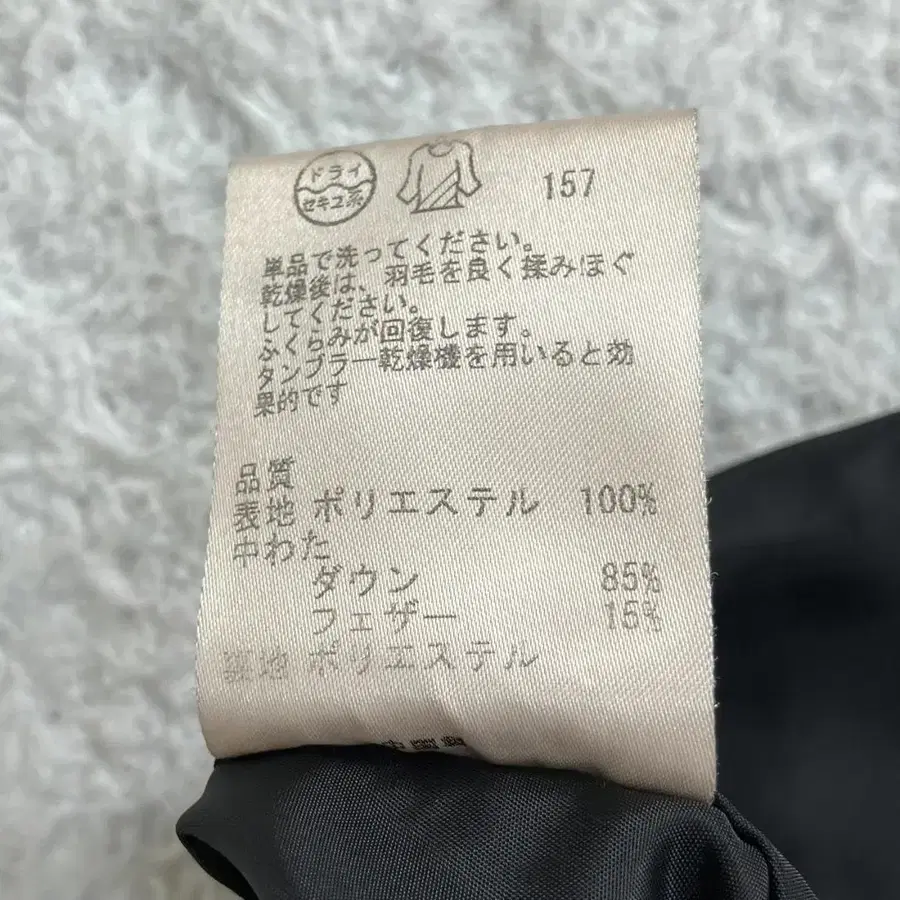 ドライ
セキユ系
157
単品で洗ってください。
乾燥後は、羽毛を良く揉みほぐ
してください。
ふくらみが回復します。
タンブラー乾燥機を用いると効
果的です
品質
表地 ポリエステル 100%
中わた
ダウン 85%
フェザー 15%
裏地 ポリエステル